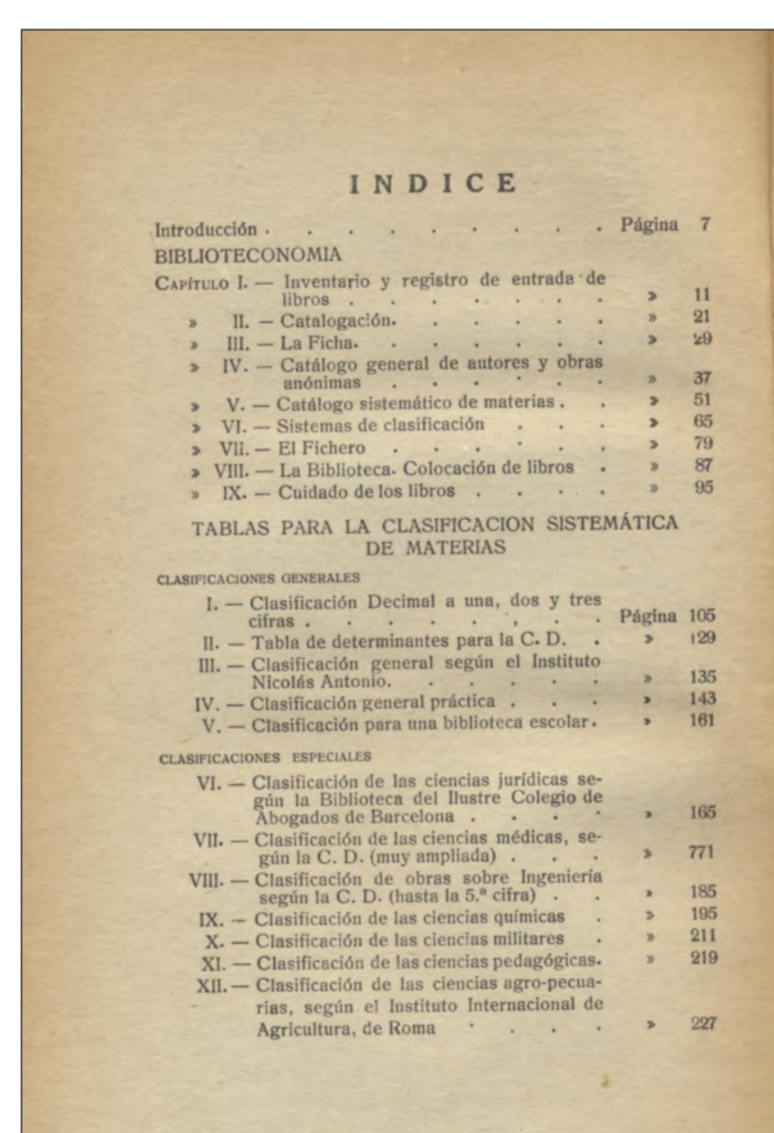 INDICE
Introducción . . . . . . . . . . Página 7
BIBLIOTECONOMIA
CAPÍTULO I. — Inventario y registro de entrada de
libros . . . . . . . » 11
» II. — Catalogación. . . . . . » 21
» III. — La Ficha. . . . . . . » 29
» IV. — Catálogo general de autores y obras
anónimas . . . . . . » 37
» V. — Catálogo sistemático de materias . . » 51
» VI. — Sistemas de clasificación . . . » 65
» VII. — El Fichero . . . . . . » 79
» VIII. — La Biblioteca. Colocación de libros . » 87
» IX. — Cuidado de los libros . . . . » 95
TABLAS PARA LA CLASIFICACION SISTEMÁTICA
DE MATERIAS
CLASIFICACIONES GENERALES
I. — Clasificación Decimal a una, dos y tres
cifras . . . . . . . . Página 105
II. — Tabla de determinantes para la C. D. . » 129
III. — Clasificación general según el Instituto
Nicolás Antonio. . . . . . » 135
IV. — Clasificación general práctica . . . » 143
V. — Clasificación para una biblioteca escolar . » 161
CLASIFICACIONES ESPECIALES
VI. — Clasificación de las ciencias jurídicas se-
gún la Biblioteca del Ilustre Colegio de
Abogados de Barcelona . . . . » 165
VII. — Clasificación de las ciencias médicas, se-
gún la C. D. (muy ampliada) . . . » 771
VIII. — Clasificación de obras sobre Ingeniería
según la C. D. (hasta la 5.ª cifra) . . » 185
IX. — Clasificación de las ciencias químicas . » 195
X. — Clasificación de las ciencias militares . » 211
XI. — Clasificación de las ciencias pedagógicas. » 219
XII. — Clasificación de las ciencias agro-pecua-
rias, según el Instituto Internacional de
Agricultura, de Roma . . . . » 227